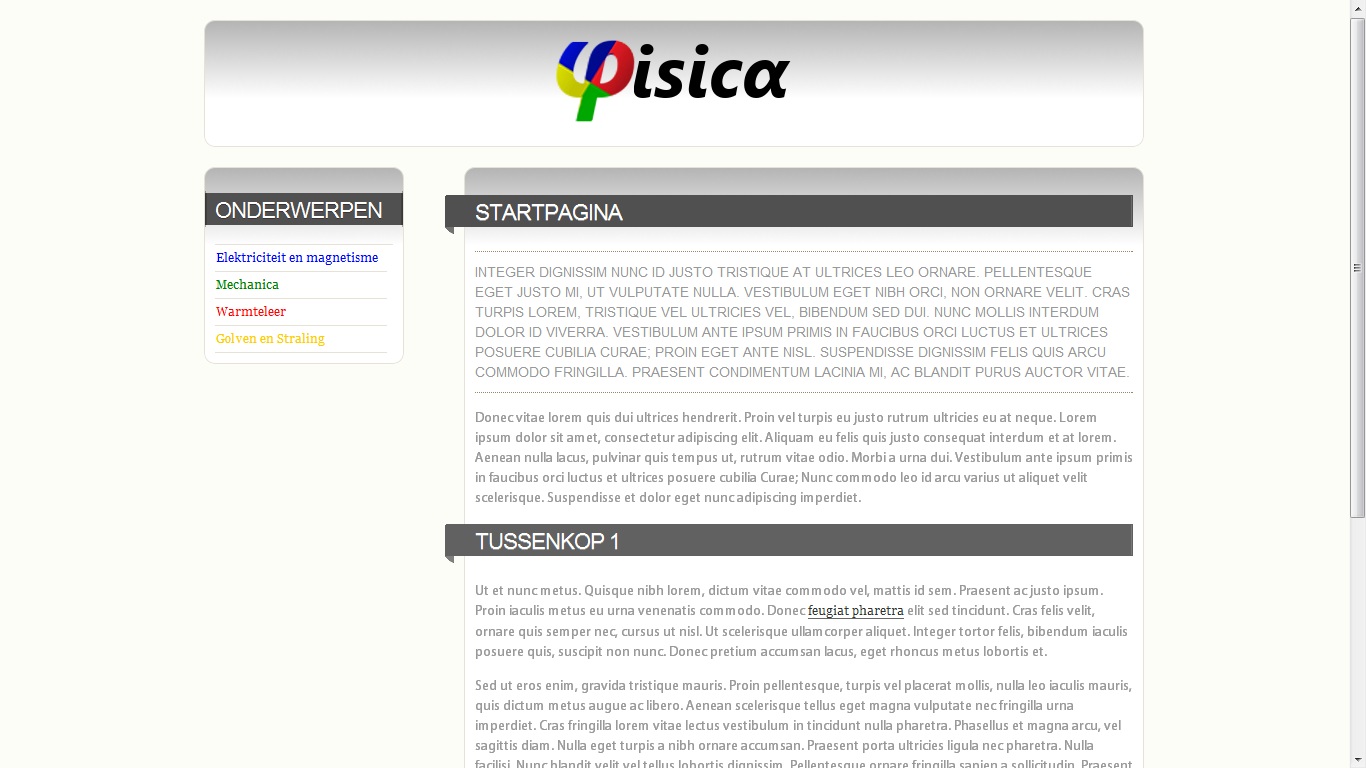 φisicα
ONDERWERPEN
Elektriciteit en magnetisme
Mechanica
Warmteleer
Golven en Straling
STARTPAGINA
INTEGER DIGNISSIM NUNC ID JUSTO TRISTIQUE AT ULTRICES LEO ORNARE. PELLENTESQUE
EGET JUSTO MI, UT VULPUTATE NULLA. VESTIBULUM EGET NIBH ORCI, NON ORNARE VELIT. CRAS
TURPIS LOREM, TRISTIQUE VEL ULTRICIES VEL, BIBENDUM SED DUI. NUNC MOLLIS INTERDUM
DOLOR ID VIVERRA. VESTIBULUM ANTE IPSUM PRIMIS IN FAUCIBUS ORCI LUCTUS ET ULTRICES
POSUERE CUBILIA CURAE; PROIN EGET ANTE NISL. SUSPENDISSE DIGNISSIM FELIS QUIS ARCU
COMMODO FRINGILLA. PRAESENT CONDIMENTUM LACINIA MI, AC BLANDIT PURUS AUCTOR VITAE.
Donec vitae lorem quis dui ultrices hendrerit. Proin vel turpis eu justo rutrum ultricies eu at neque. Lorem
ipsum dolor sit amet, consectetur adipiscing elit. Aliquam eu felis quis justo consequat interdum et at lorem.
Aenean nulla lacus, pulvinar quis tempus ut, rutrum vitae odio. Morbi a urna dui. Vestibulum ante ipsum primis
in faucibus orci luctus et ultrices posuere cubilia Curae; Nunc commodo leo id arcu varius ut aliquet velit
scelerisque. Suspendisse et dolor eget nunc adipiscing imperdiet.
TUSSENKOP 1
Ut et nunc metus. Quisque nibh lorem, dictum vitae commodo vel, mattis id sem. Praesent ac justo ipsum.
Proin iaculis metus eu urna venenatis commodo. Donec feugiat pharetra elit sed tincidunt. Cras felis velit,
ornare quis semper nec, cursus ut nisl. Ut scelerisque ullamcorper aliquet. Integer tortor felis, bibendum iaculis
posuere quis, suscipit non nunc. Donec pretium accumsan lacus, eget rhoncus metus lobortis et.
Sed ut eros enim, gravida tristique mauris. Proin pellentesque, turpis vel placerat mollis, nulla leo iaculis mauris,
quis dictum metus augue ac libero. Aenean scelerisque tellus eget magna vulputate nec fringilla urna
imperdiet. Cras fringilla lorem vitae lectus vestibulum in tincidunt nulla pharetra. Phasellus et magna arcu, vel
sagittis diam. Nulla eget turpis a nibh ornare accumsan. Praesent porta ultricies ligula nec pharetra. Nulla
facilisi. Nunc blandit velit vel tellus lobortis dignissim. Pellentesque ornare fringilla sapien a sollicitudin. Praesent